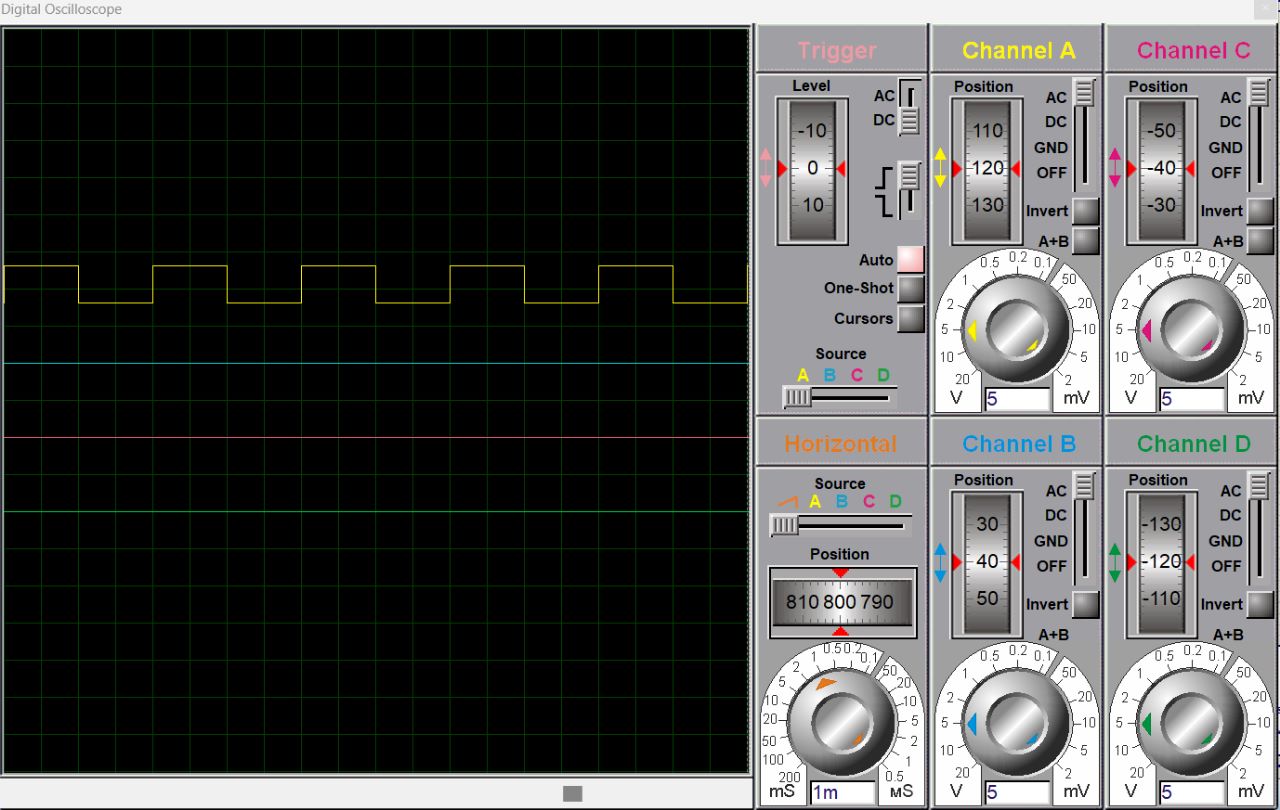 Digital Oscilloscope
Trigger
Level
-10
0
10
AC
DC
Auto
One-Shot
Cursors
Source
A B C D
Channel A
Position
110
120
130
AC
DC
GND
OFF
Invert
A+B
0.5 0.2 0.1
1 50
2 20
5 10
10 5
20 2
V 5 mV
Channel C
Position
-50
-40
-30
AC
DC
GND
OFF
Invert
A+B
0.5 0.2 0.1
1 50
2 20
5 10
10 5
20 2
V 5 mV
Horizontal
Source
A B C D
Position
810 800 790
1 0.5 0.2 0.1
2 50
5 20
10 10
20 5
50 2
100 1
200 0.5
mS 1m мS
Channel B
Position
30
40
50
AC
DC
GND
OFF
Invert
A+B
0.5 0.2 0.1
1 50
2 20
5 10
10 5
20 2
V 5 mV
Channel D
Position
-130
-120
-110
AC
DC
GND
OFF
Invert
A+B
0.5 0.2 0.1
1 50
2 20
5 10
10 5
20 2
V 5 mV